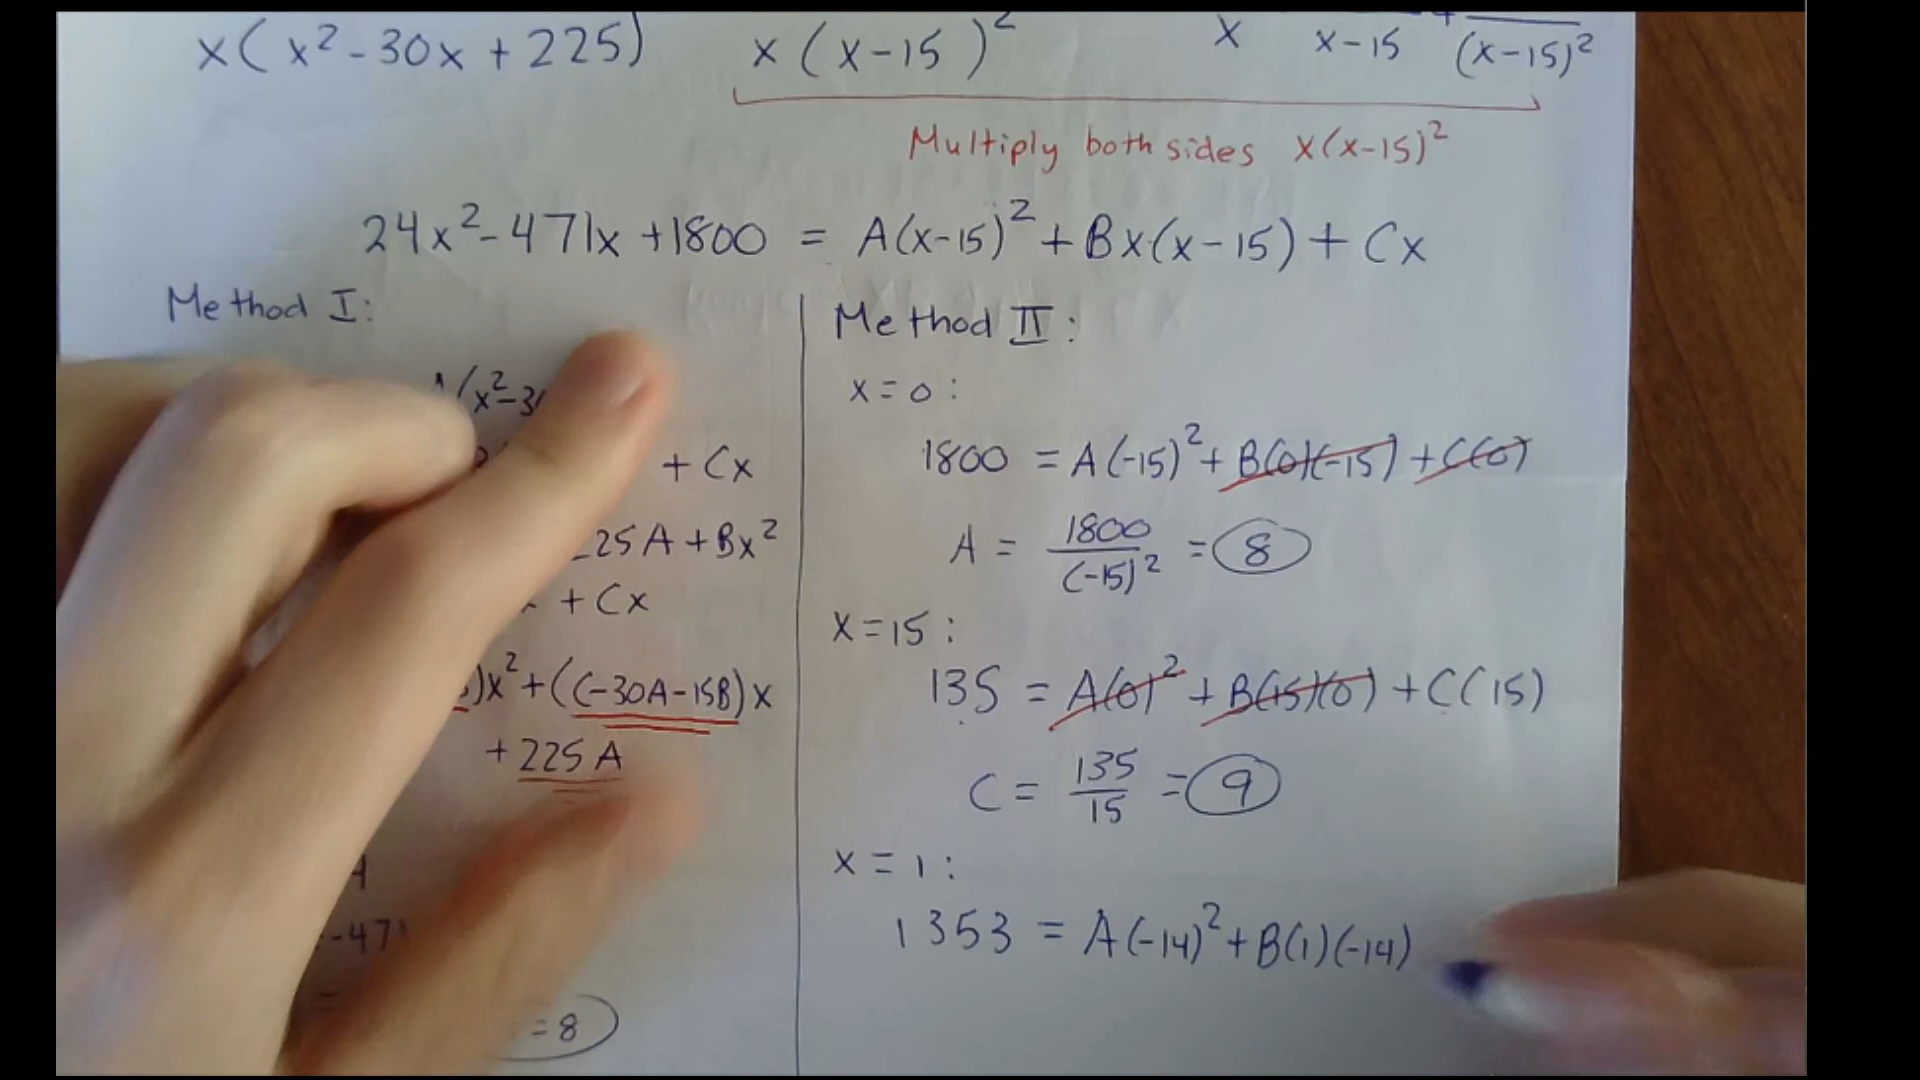 x(x²-30x+225) x(x-15)² x x-15 + (x-15)²
Multiply both sides x(x-15)²
24x²-471x+1800 = A(x-15)²+Bx(x-15)+Cx
Method I:
(x²-3
+ Cx
25A+Bx²
+ Cx
)x²+(C-30A-15B)x
+225A
-471
=8
Method II:
x=0:
1800 = A(-15)²+B(0)(-15)+C(0)
A = 1800/(-15)² = 8
x=15:
135 = A(0)²+B(15)(0)+C(15)
C = 135/15 = 9
x=1:
1353 = A(-14)²+B(1)(-14)